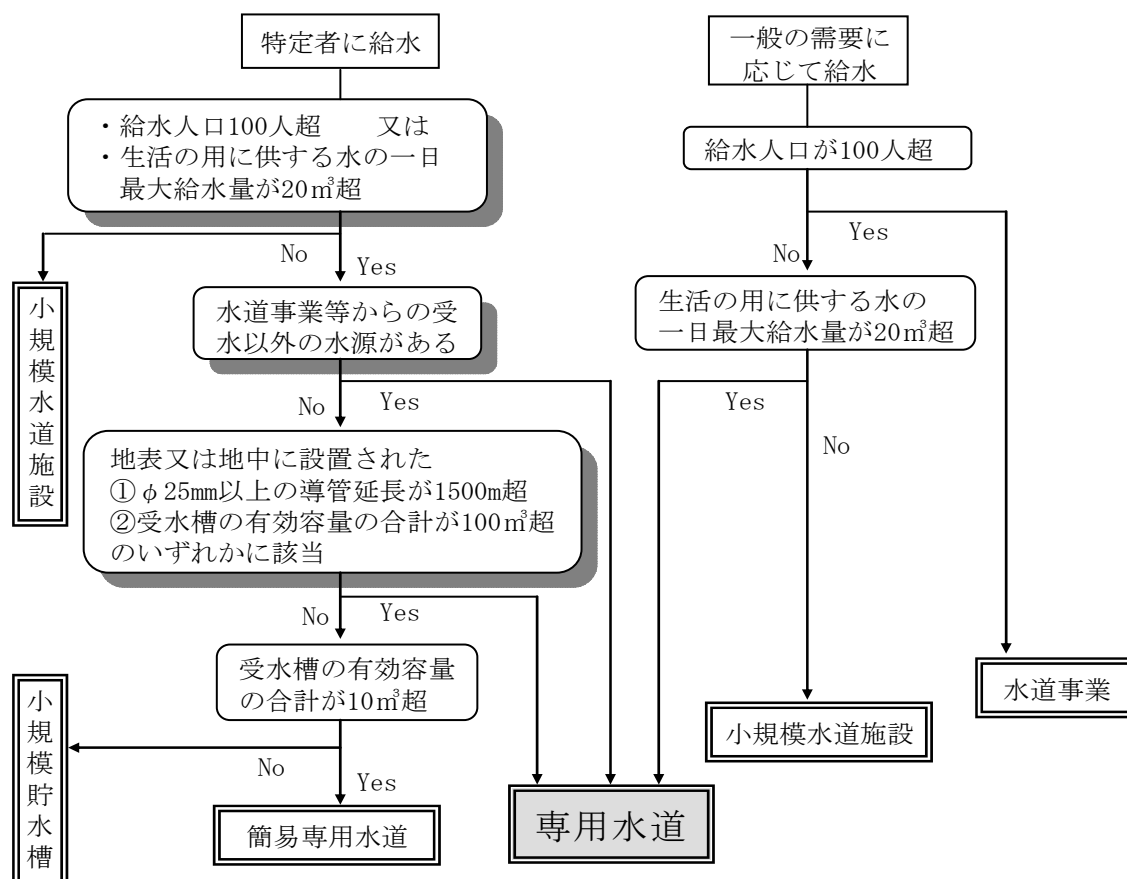 特定者に給水
・給水人口100人超　　又は
・生活の用に供する水の一日
最大給水量が20㎥超
No
Yes
小規模水道施設
水道事業等からの受
水以外の水源がある
No
Yes
地表又は地中に設置された
①φ25㎜以上の導管延長が1500m超
②受水槽の有効容量の合計が100㎥超
のいずれかに該当
No
Yes
受水槽の有効容量
の合計が10㎥超
No
Yes
小規模貯水槽
簡易専用水道
専用水道
一般の需要に
応じて給水
給水人口が100人超
Yes
No
生活の用に供する水の
一日最大給水量が20㎥超
Yes
No
小規模水道施設
水道事業